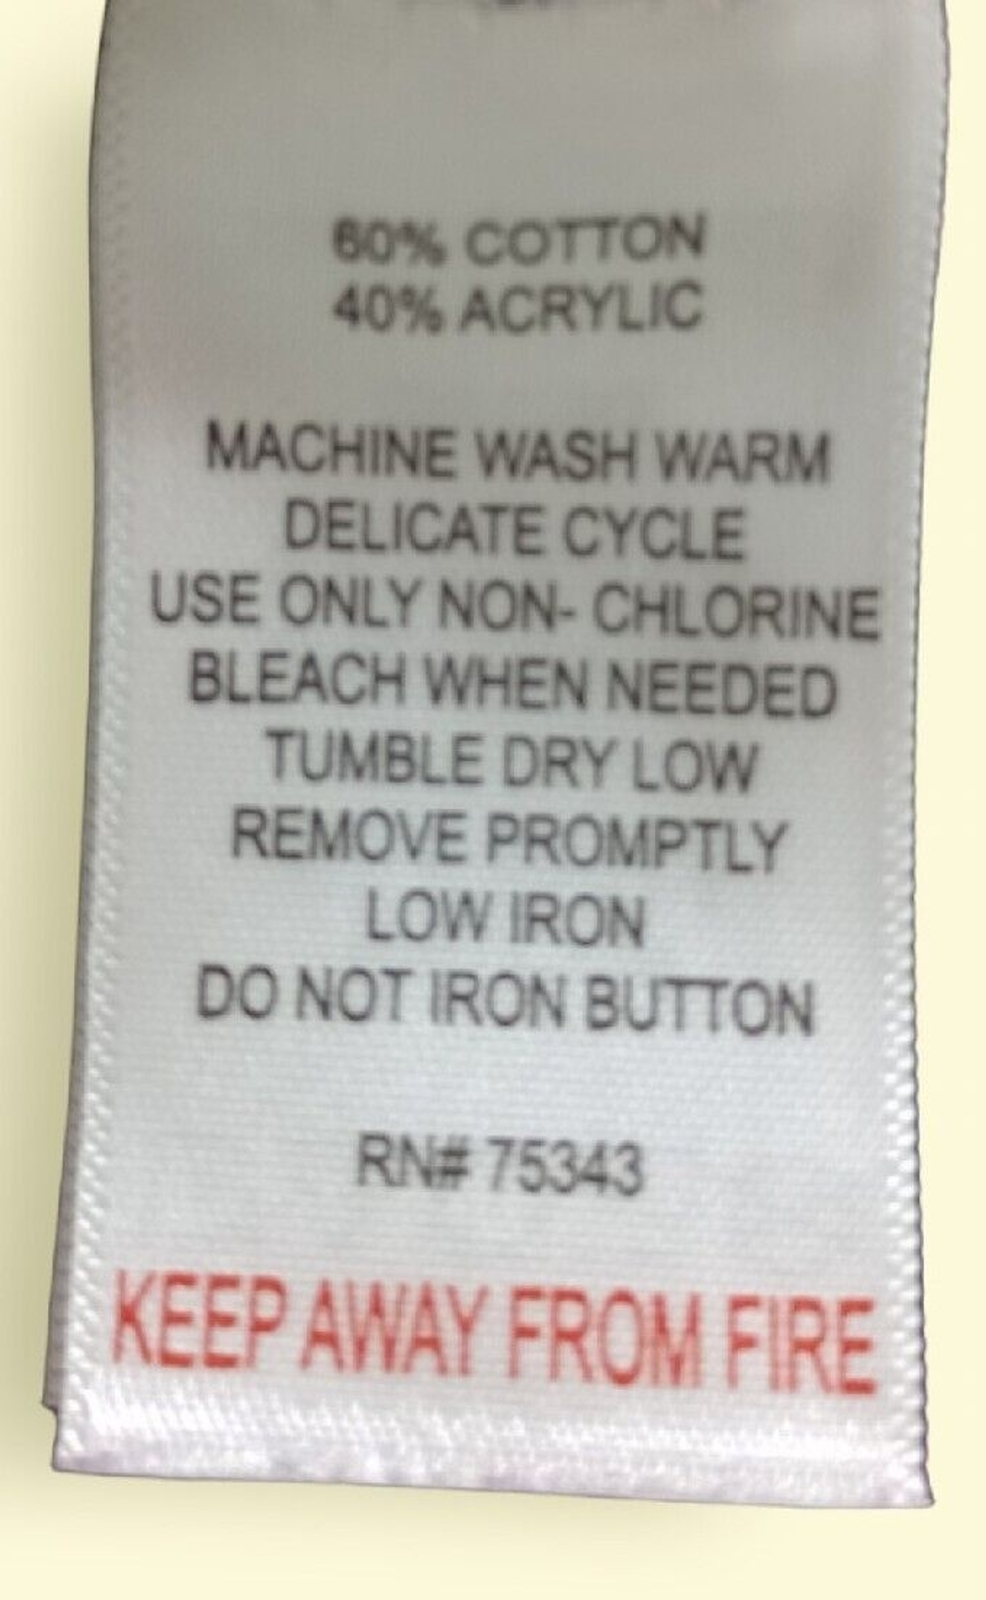 60% COTTON
40% ACRYLIC
MACHINE WASH WARM
DELICATE CYCLE
USE ONLY NON- CHLORINE
BLEACH WHEN NEEDED
TUMBLE DRY LOW
REMOVE PROMPTLY
LOW IRON
DO NOT IRON BUTTON
RN# 75343
KEEP AWAY FROM FIRE